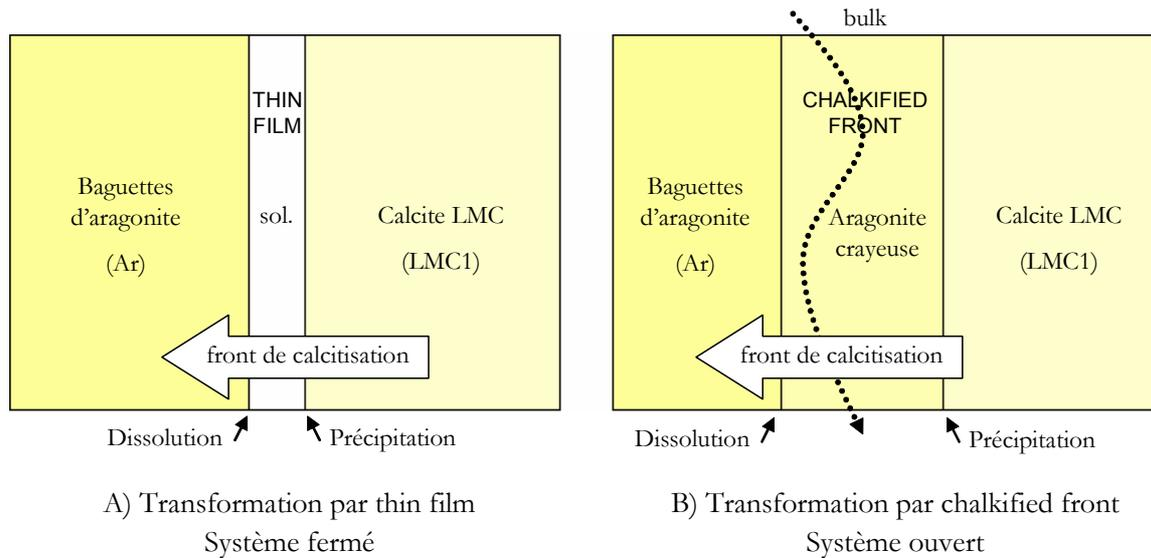 THIN
FILM
Baguettes
d'aragonite
(Ar)
sol.
Calcite LMC
(LMC1)
front de calcitisation
Dissolution
Précipitation
A) Transformation par thin film
Système fermé
bulk
CHALKIFIED
FRONT
Baguettes
d'aragonite
(Ar)
Aragonite
crayeuse
Calcite LMC
(LMC1)
front de calcitisation
Dissolution
Précipitation
B) Transformation par chalkified front
Système ouvert